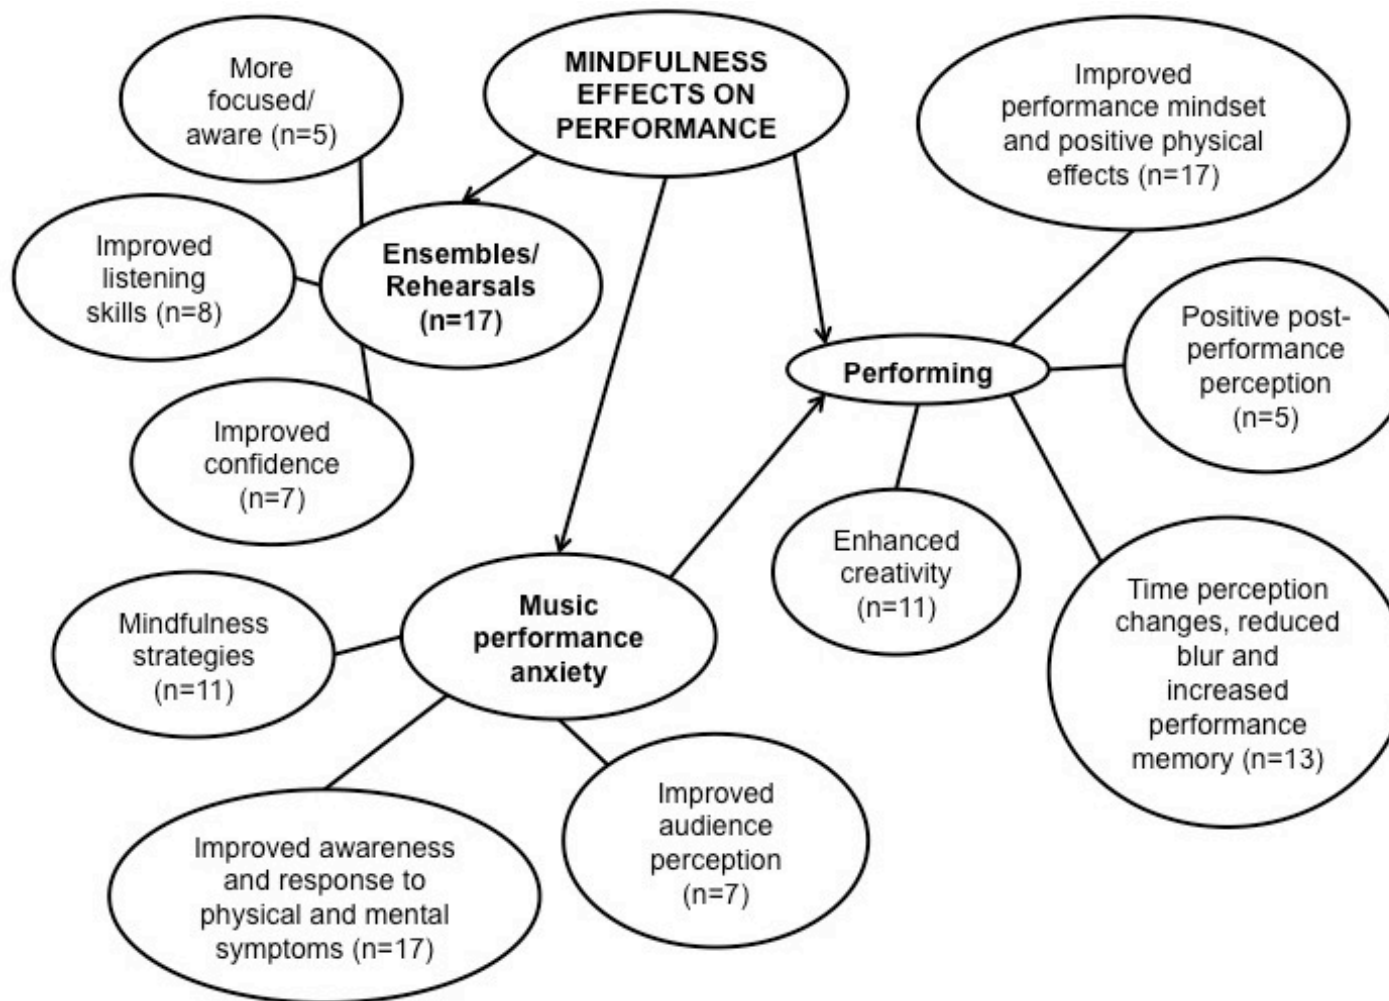 MINDFULNESS
EFFECTS ON
PERFORMANCE
More
focused/
aware (n=5)
Improved
listening
skills (n=8)
Ensembles/
Rehearsals
(n=17)
Improved
confidence
(n=7)
Improved
performance mindset
and positive physical
effects (n=17)
Positive post-
performance
perception
(n=5)
Performing
Enhanced
creativity
(n=11)
Time perception
changes, reduced
blur and
increased
performance
memory (n=13)
Music
performance
anxiety
Mindfulness
strategies
(n=11)
Improved awareness
and response to
physical and mental
symptoms (n=17)
Improved
audience
perception
(n=7)